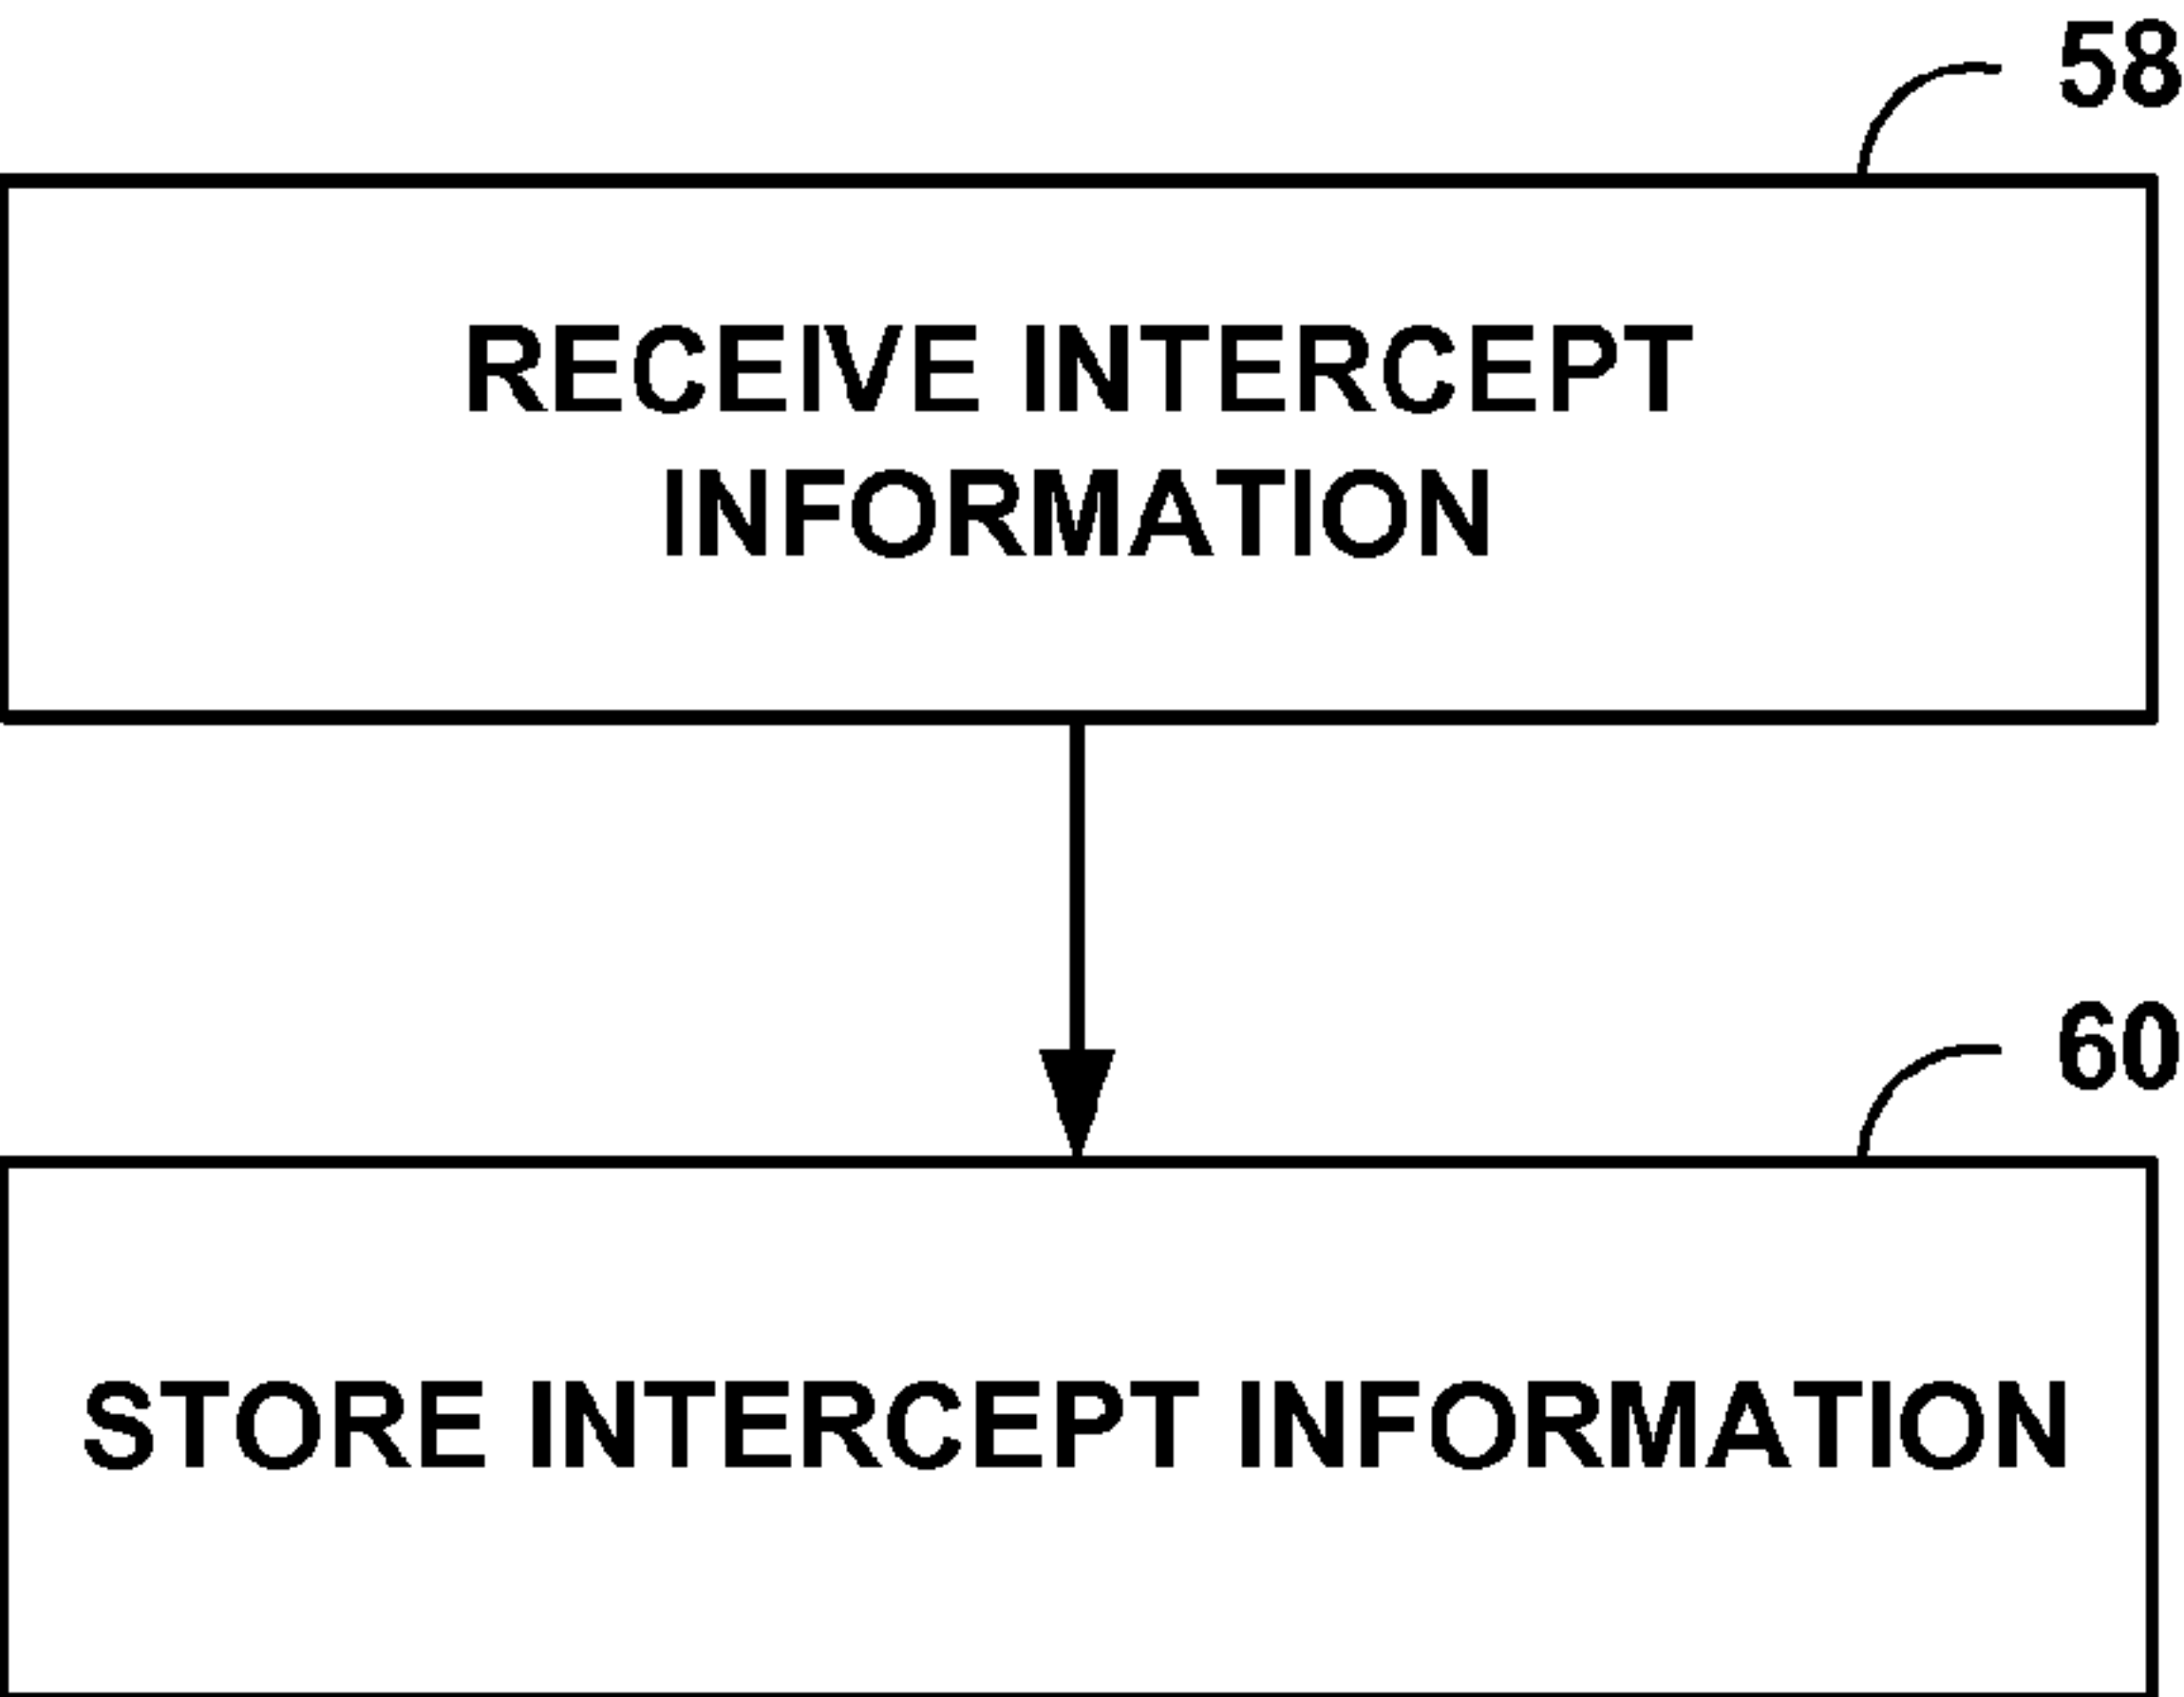 58
RECEIVE INTERCEPT
INFORMATION
60
STORE INTERCEPT INFORMATION